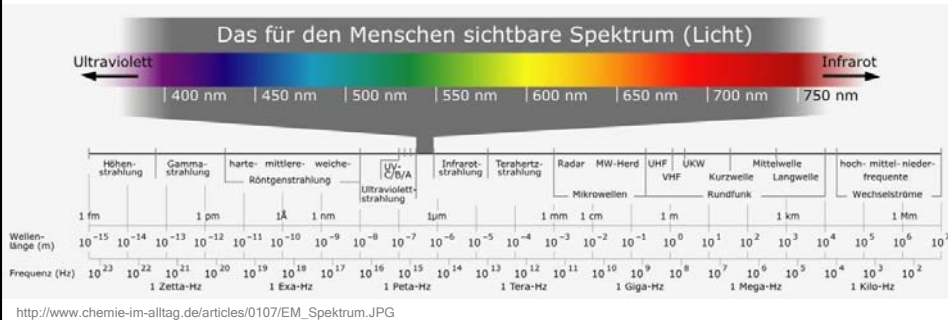 Das für den Menschen sichtbare Spektrum (Licht)
Ultraviolett
Infrarot
400 nm 450 nm 500 nm 550 nm 600 nm 650 nm 700 nm 750 nm
Höhen-
strahlung
Gamma-
strahlung
harte- mittlere- weiche-
Röntgenstrahlung
UV-
C/B/A
Ultraviolett-
strahlung
Infrarot-
strahlung
Terahertz-
strahlung
Radar MW-Herd
Mikrowellen
UHF UKW Mittelwelle
VHF Kurzwelle Langwelle
Rundfunk
hoch- mittel- nieder-
frequente
Wechselströme
1 fm 1 pm 1Å 1 nm 1µm 1 mm 1 cm 1 m 1 km 1 Mm
Wellen-
länge (m)
10⁻¹⁵ 10⁻¹⁴ 10⁻¹³ 10⁻¹² 10⁻¹¹ 10⁻¹⁰ 10⁻⁹ 10⁻⁸ 10⁻⁷ 10⁻⁶ 10⁻⁵ 10⁻⁴ 10⁻³ 10⁻² 10⁻¹ 10⁰ 10¹ 10² 10³ 10⁴ 10⁵ 10⁶ 10⁷
Frequenz (Hz) 10²³ 10²² 10²¹ 10²⁰ 10¹⁹ 10¹⁸ 10¹⁷ 10¹⁶ 10¹⁵ 10¹⁴ 10¹³ 10¹² 10¹¹ 10¹⁰ 10⁹ 10⁸ 10⁷ 10⁶ 10⁵ 10⁴ 10³ 10²
1 Zetta-Hz 1 Exa-Hz 1 Peta-Hz 1 Tera-Hz 1 Giga-Hz 1 Mega-Hz 1 Kilo-Hz
http://www.chemie-im-alltag.de/articles/0107/EM_Spektrum.JPG